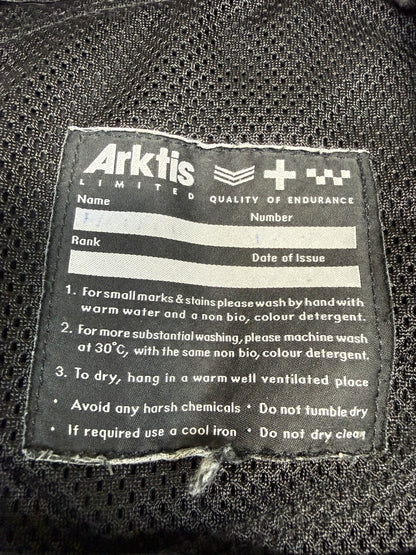 Arktis
LIMITED QUALITY OF ENDURANCE
Name Number
Rank Date of Issue
1. For small marks & stains please wash by hand with
warm water and a non bio, colour detergent.
2. For more substantial washing, please machine wash
at 30°C, with the same non bio, colour detergent.
3. To dry, hang in a warm well ventilated place
• Avoid any harsh chemicals • Do not tumble dry
• If required use a cool iron • Do not dry clean